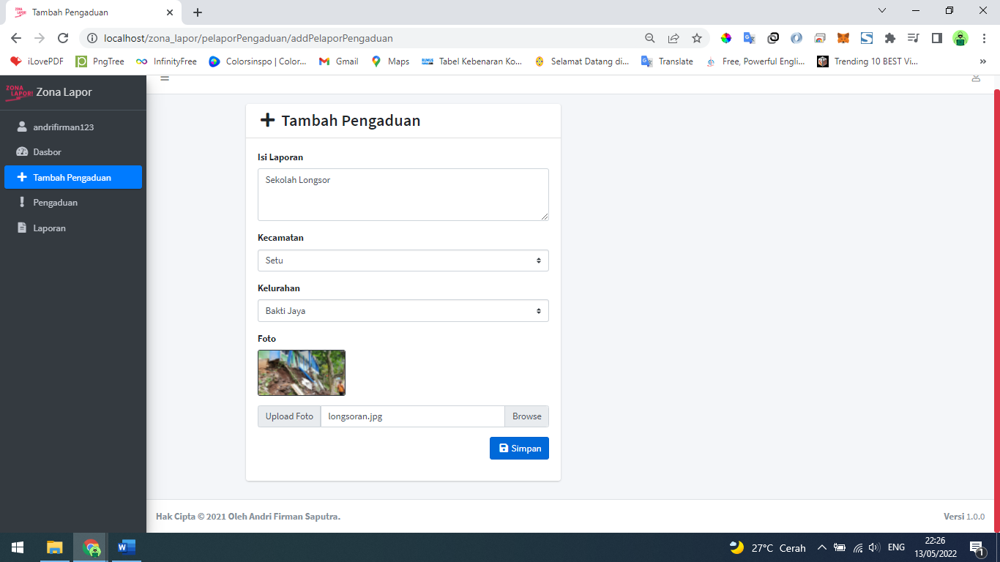 Tambah Pengaduan
localhost/zona_lapor/pelaporPengaduan/addPelaporPengaduan
iLovePDF
PngTree
InfinityFree
Colorsinspo | Color...
Gmail
Maps
Tabel Kebenaran Ko...
Selamat Datang di...
Translate
Free, Powerful Engli...
Trending 10 BEST Vi...
ZONA LAPOR!
Zona Lapor
andrifirman123
Dasbor
Tambah Pengaduan
Pengaduan
Laporan
Tambah Pengaduan
Isi Laporan
Sekolah Longsor
Kecamatan
Setu
Kelurahan
Bakti Jaya
Foto
Upload Foto longsoran.jpg Browse
Simpan
Hak Cipta © 2021 Oleh Andri Firman Saputra.
Versi 1.0.0
27°C Cerah
ENG
22:26
13/05/2022
1